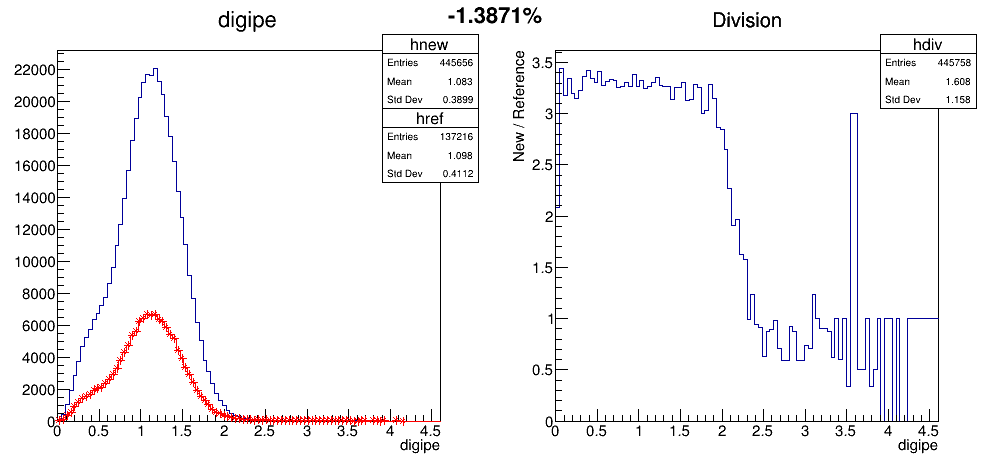 -1.3871%
digipe
hnew
Entries 445656
Mean 1.083
Std Dev 0.3899
href
Entries 137216
Mean 1.098
Std Dev 0.4112
22000
20000
18000
16000
14000
12000
10000
8000
6000
4000
2000
0
0 0.5 1 1.5 2 2.5 3 3.5 4 4.5
digipe
Division
hdiv
Entries 445758
Mean 1.608
Std Dev 1.158
New / Reference
3.5
3
2.5
2
1.5
1
0.5
0
0 0.5 1 1.5 2 2.5 3 3.5 4 4.5
digipe